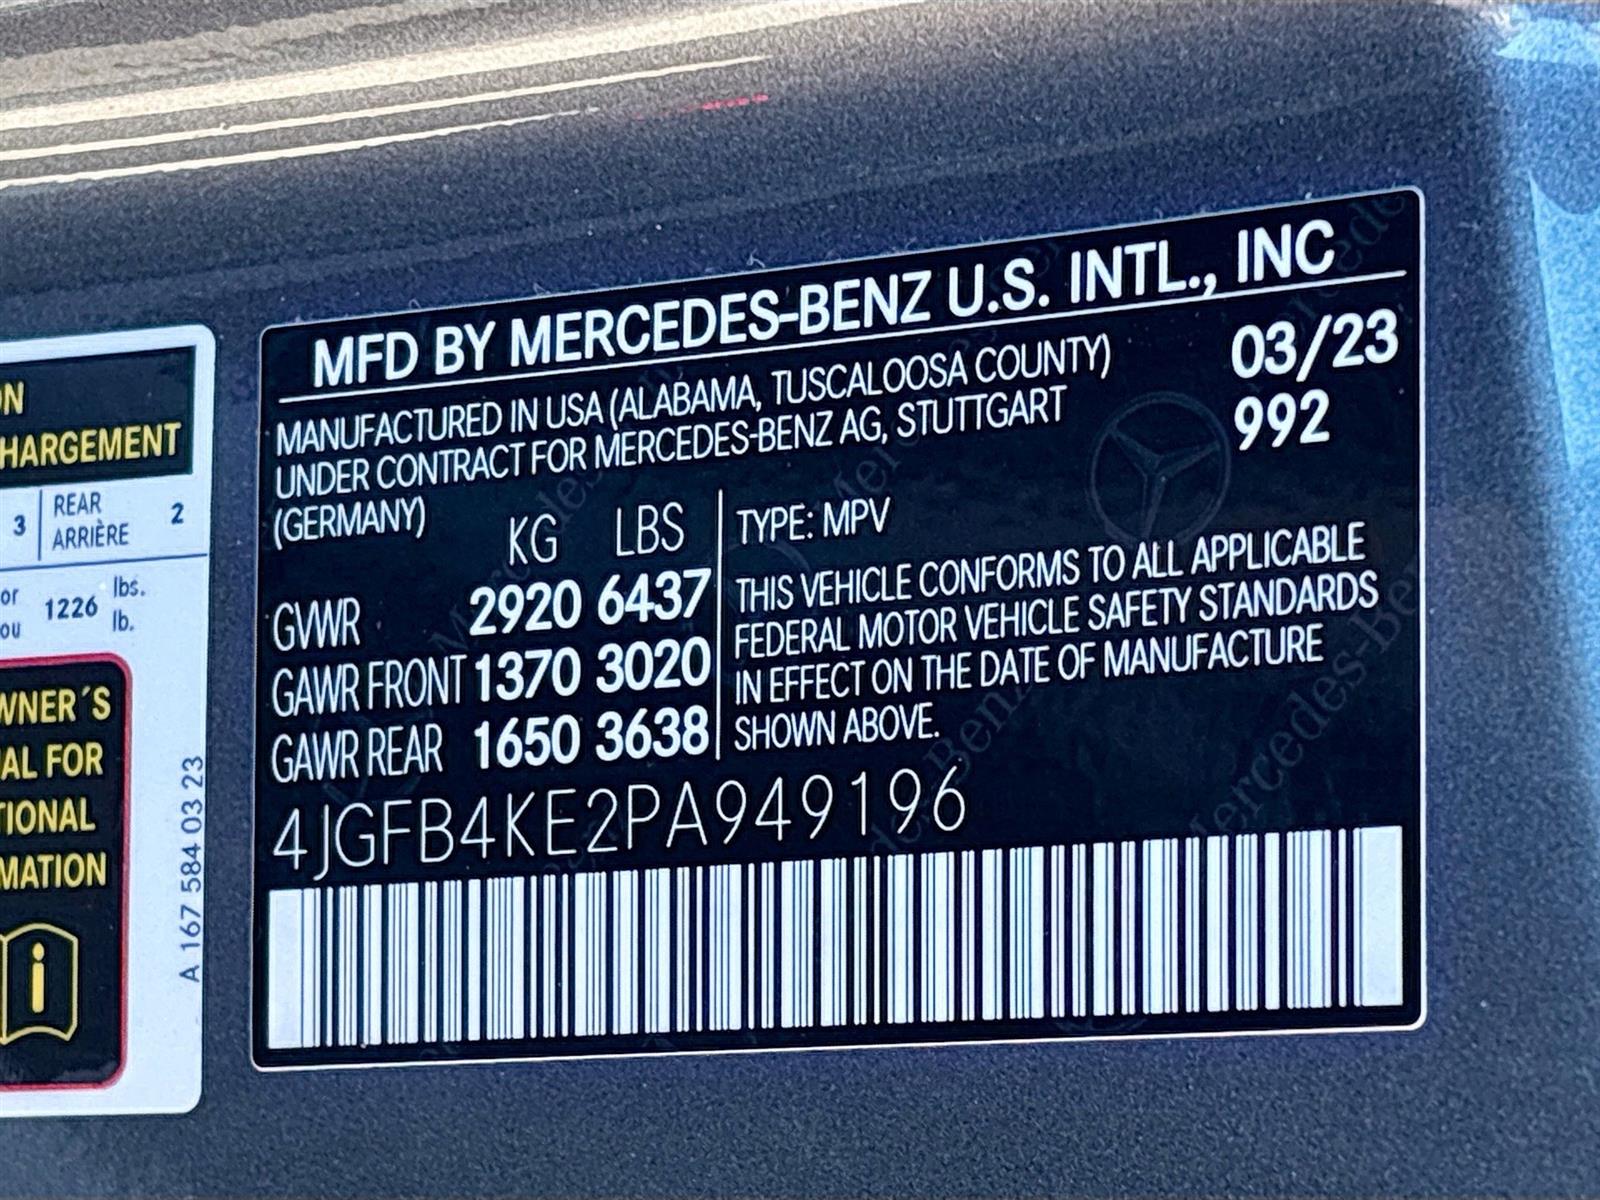 ON
HARGEMENT
3 REAR 2
ARRIÈRE
or 1226 lbs.
ou lb.
WNER´S
AL FOR
TIONAL
MATION
i
A 167 584 03 23
MFD BY MERCEDES-BENZ U.S. INTL., INC
MANUFACTURED IN USA (ALABAMA, TUSCALOOSA COUNTY) 03/23
UNDER CONTRACT FOR MERCEDES-BENZ AG, STUTTGART 992
(GERMANY)
KG LBS
GVWR 2920 6437
GAWR FRONT 1370 3020
GAWR REAR 1650 3638
TYPE: MPV
THIS VEHICLE CONFORMS TO ALL APPLICABLE
FEDERAL MOTOR VEHICLE SAFETY STANDARDS
IN EFFECT ON THE DATE OF MANUFACTURE
SHOWN ABOVE.
4JGFB4KE2PA949196